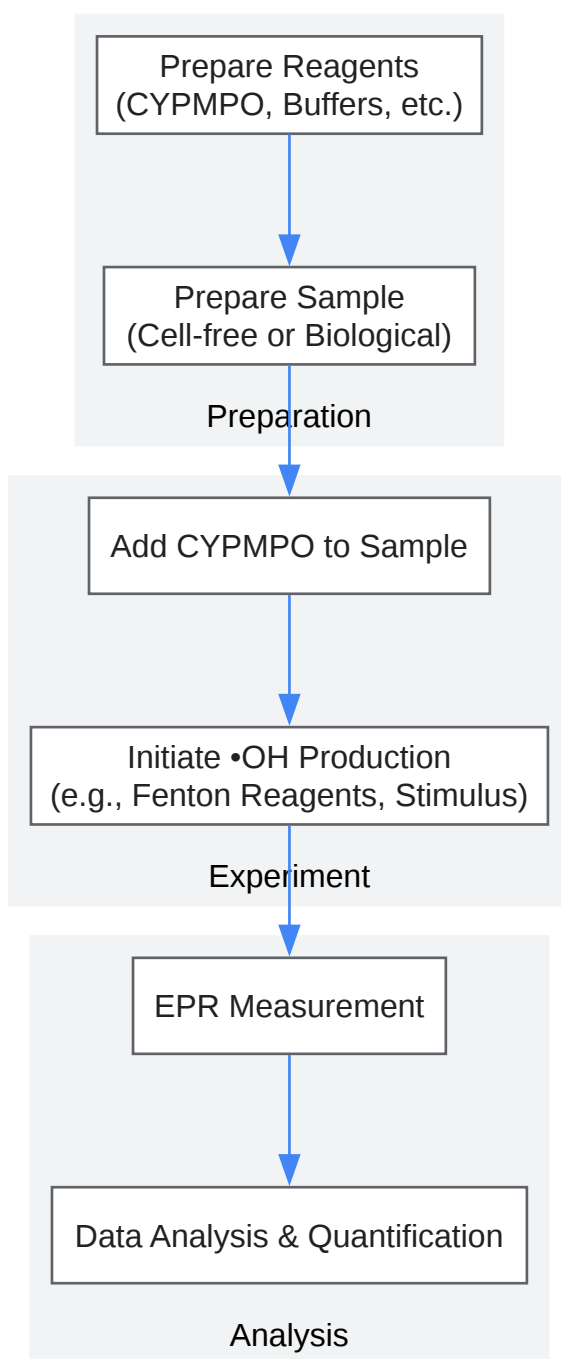 Prepare Reagents
(CYPMPO, Buffers, etc.)
Prepare Sample
(Cell-free or Biological)
Preparation
Add CYPMPO to Sample
Initiate •OH Production
(e.g., Fenton Reagents, Stimulus)
Experiment
EPR Measurement
Data Analysis & Quantification
Analysis